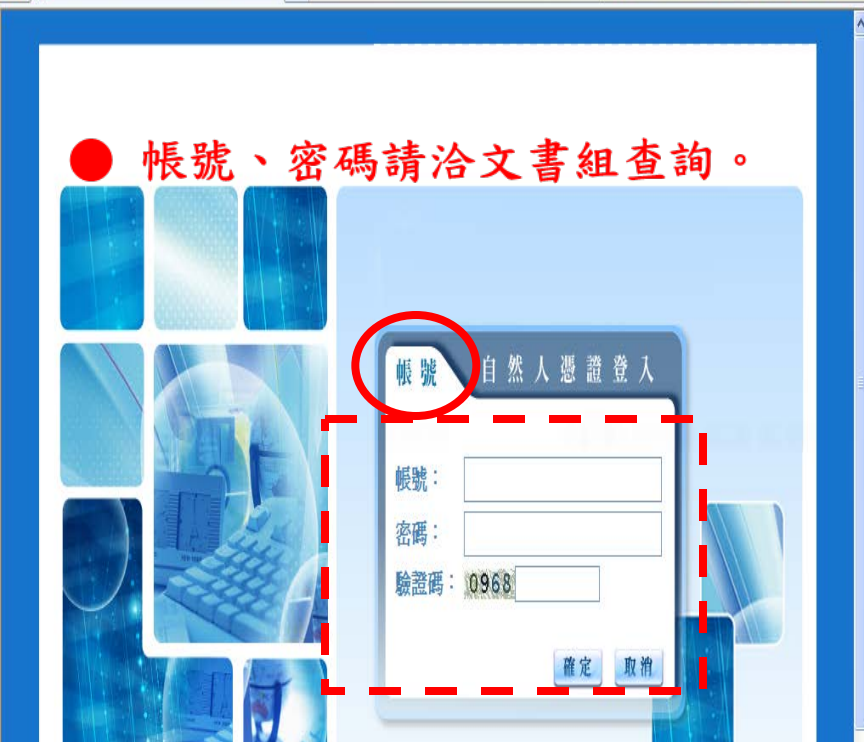 ● 帳號、密碼請洽文書組查詢。
帳號 自然人憑證登入
帳號：
密碼：
驗證碼： 0968
確定 取消